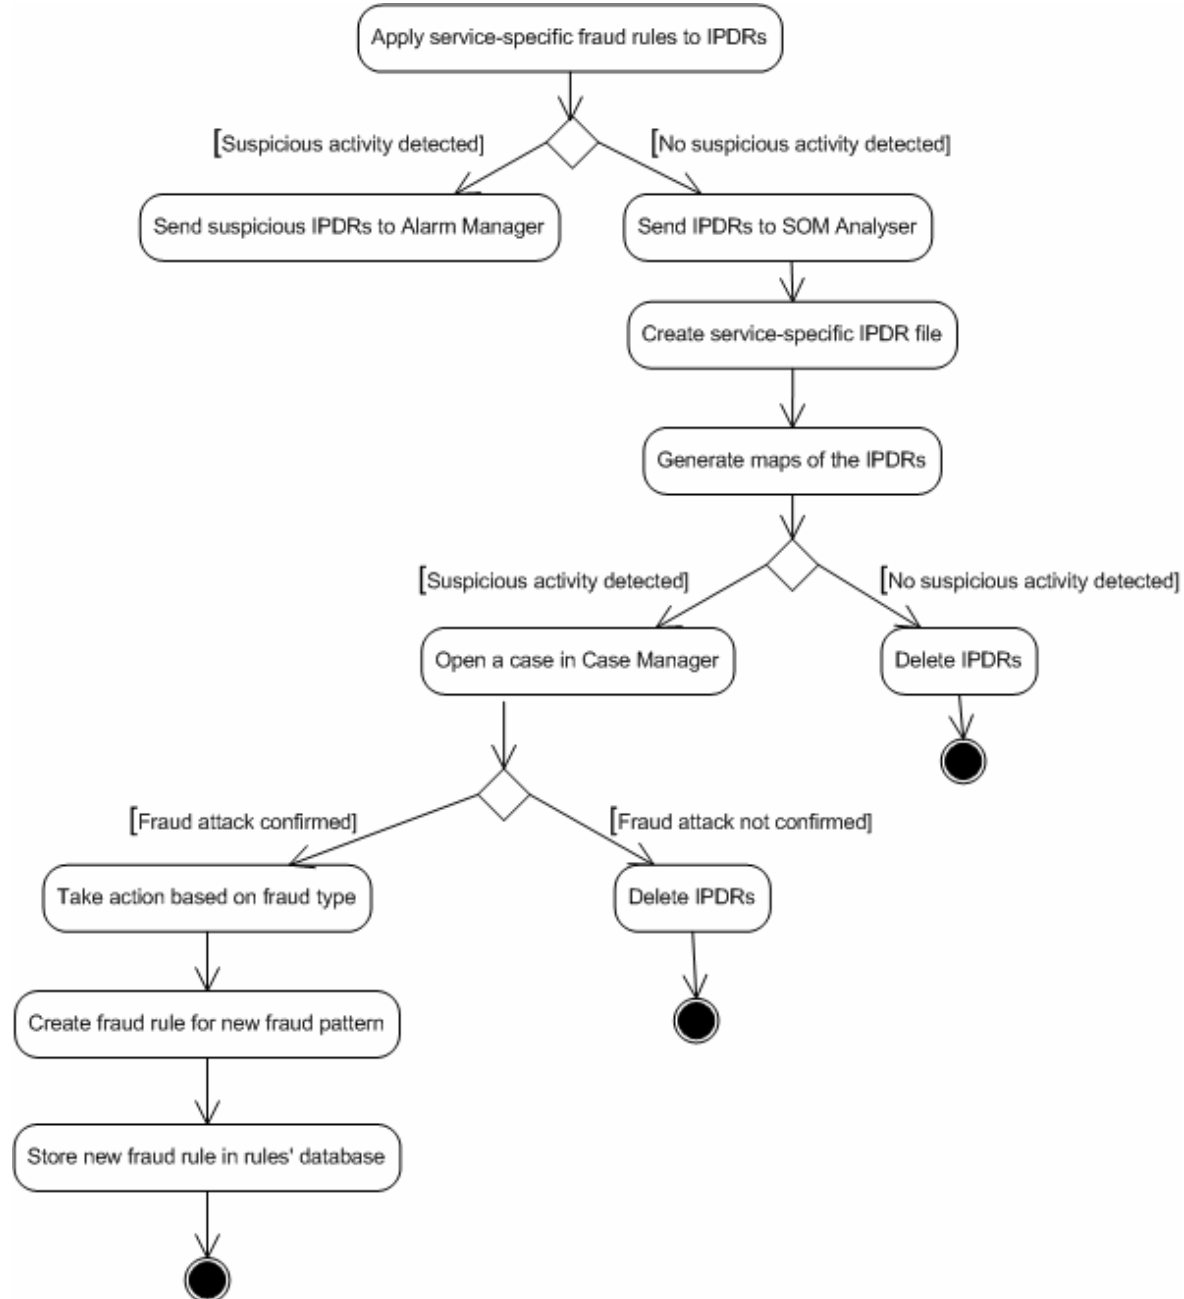 Apply service-specific fraud rules to IPDRs
[Suspicious activity detected]
[No suspicious activity detected]
Send suspicious IPDRs to Alarm Manager
Send IPDRs to SOM Analyser
Create service-specific IPDR file
Generate maps of the IPDRs
[Suspicious activity detected]
[No suspicious activity detected]
Open a case in Case Manager
Delete IPDRs
[Fraud attack confirmed]
[Fraud attack not confirmed]
Take action based on fraud type
Delete IPDRs
Create fraud rule for new fraud pattern
Store new fraud rule in rules' database